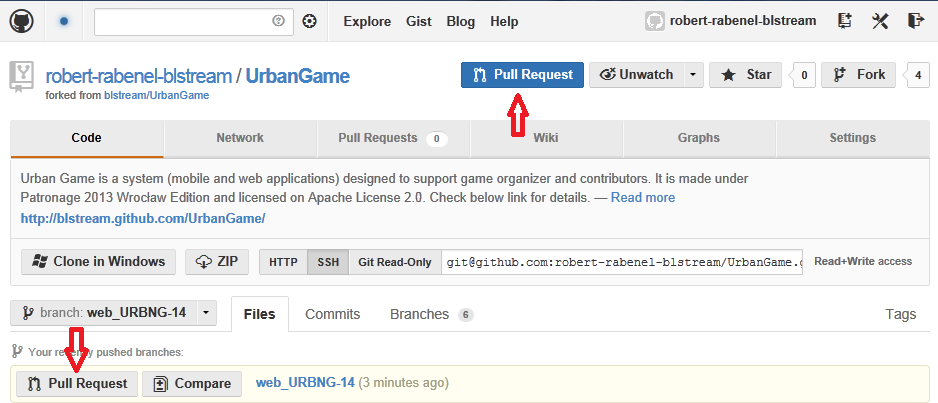 Explore Gist Blog Help robert-rabenel-blstream
robert-rabenel-blstream / UrbanGame
forked from blstream/UrbanGame
Pull Request Unwatch Star 0 Fork 4
Code Network Pull Requests 0 Wiki Graphs Settings
Urban Game is a system (mobile and web applications) designed to support game organizer and contributors. It is made under
Patronage 2013 Wrocław Edition and licensed on Apache License 2.0. Check below link for details. — Read more
http://blstream.github.com/UrbanGame/
Clone in Windows ZIP HTTP SSH Git Read-Only git@github.com:robert-rabenel-blstream/UrbanGame.g Read+Write access
branch: web_URBNG-14 Files Commits Branches 6 Tags
Your recently pushed branches:
Pull Request Compare web_URBNG-14 (3 minutes ago)